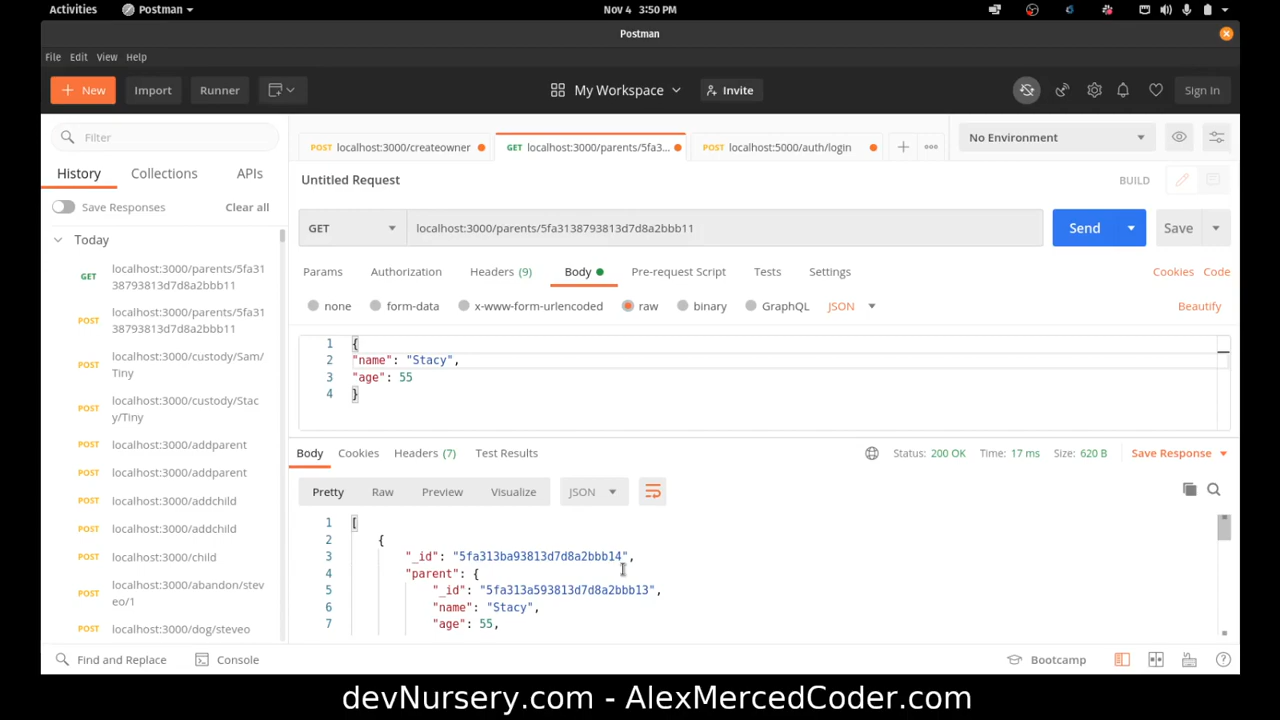 Activities Postman Nov 4 3:50 PM
Postman
File Edit View Help
New Import Runner My Workspace Invite Sign In
Filter
POST localhost:3000/createowner GET localhost:3000/parents/5fa3... POST localhost:5000/auth/login No Environment
History Collections APIs
Untitled Request BUILD
Save Responses Clear all
GET localhost:3000/parents/5fa3138793813d7d8a2bbb11 Send Save
Today
GET localhost:3000/parents/5fa31
38793813d7d8a2bbb11
POST localhost:3000/parents/5fa31
38793813d7d8a2bbb11
POST localhost:3000/custody/Sam/
Tiny
POST localhost:3000/custody/Stac
y/Tiny
POST localhost:3000/addparent
POST localhost:3000/addparent
POST localhost:3000/addchild
POST localhost:3000/addchild
POST localhost:3000/child
POST localhost:3000/abandon/stev
eo/1
POST localhost:3000/dog/steveo
Params Authorization Headers (9) Body Pre-request Script Tests Settings Cookies Code
none form-data x-www-form-urlencoded raw binary GraphQL JSON Beautify
1 {
2 "name": "Stacy",
3 "age": 55
4 }
Body Cookies Headers (7) Test Results Status: 200 OK Time: 17 ms Size: 620 B Save Response
Pretty Raw Preview Visualize JSON
1 [
2 {
3 "_id": "5fa313ba93813d7d8a2bbb14",
4 "parent": {
5 "_id": "5fa313a593813d7d8a2bbb13",
6 "name": "Stacy",
7 "age": 55,
Find and Replace Console Bootcamp
devNursery.com - AlexMercedCoder.com